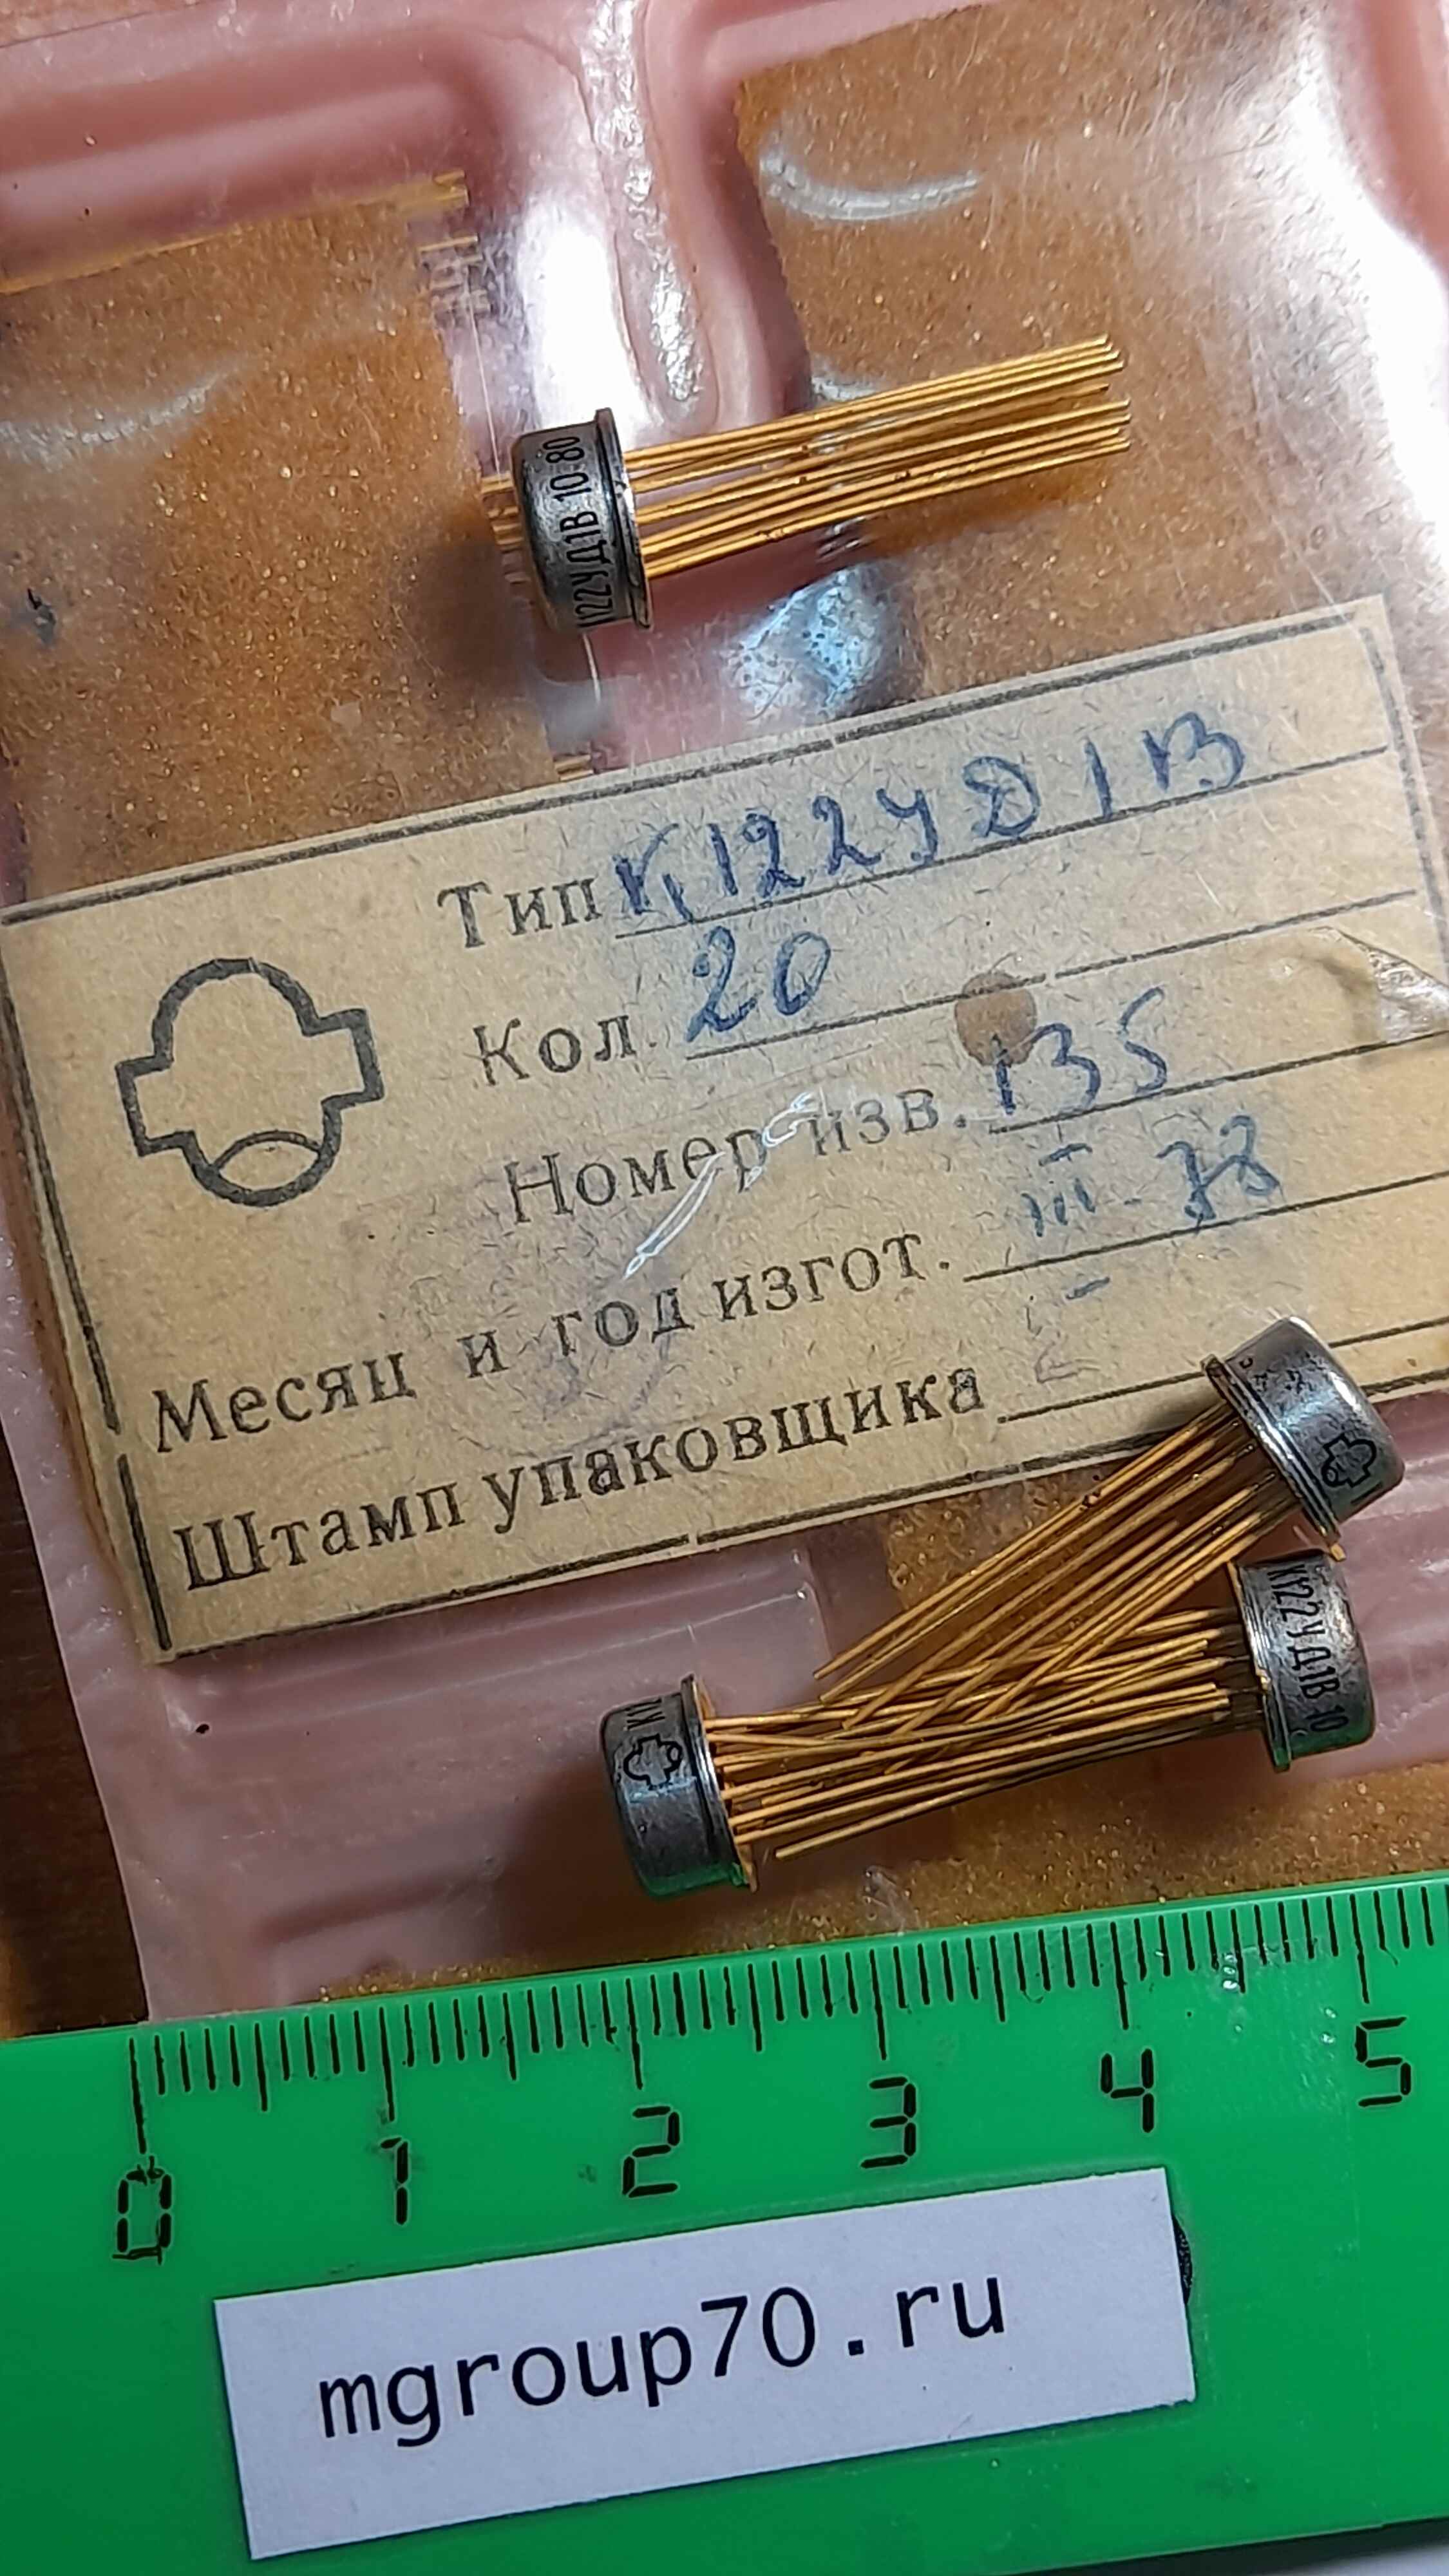 К122УД1В 10-80
Тип К122УД1В
Кол. 20
Номер изв. 135
Месяц и год изгот. III-
Штамп упаковщика
К122УД1В 10
К12
0 1 2 3 4 5
mgroup70.ru